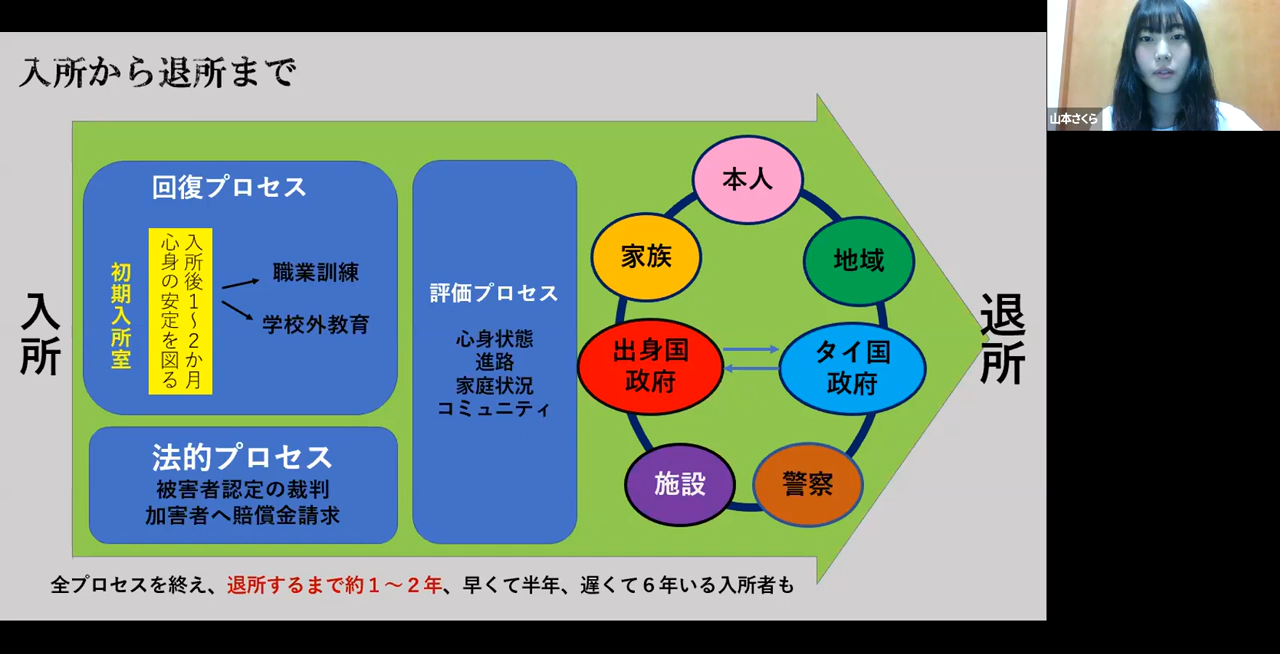 入所から退所まで
山本さくら
入所
回復プロセス
初期入所室
入所後１～２か月
心身の安定を図る
職業訓練
学校外教育
法的プロセス
被害者認定の裁判
加害者へ賠償金請求
評価プロセス
心身状態
進路
家庭状況
コミュニティ
本人
家族
地域
出身国
政府
タイ国
政府
施設
警察
退所
全プロセスを終え、退所するまで約１～２年、早くて半年、遅くて６年いる入所者も